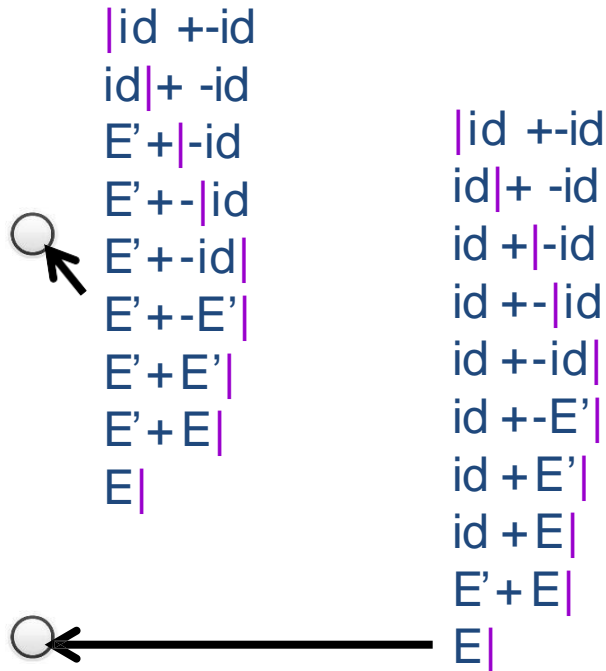 |id +-id
id|+ -id
E’+|-id
E’+-|id
E’+-id|
E’+-E’|
E’+E’|
E’+E|
E|
|id +-id
id|+ -id
id +|-id
id +-|id
id +-id|
id +-E’|
id +E’|
id +E|
E’+E|
E|